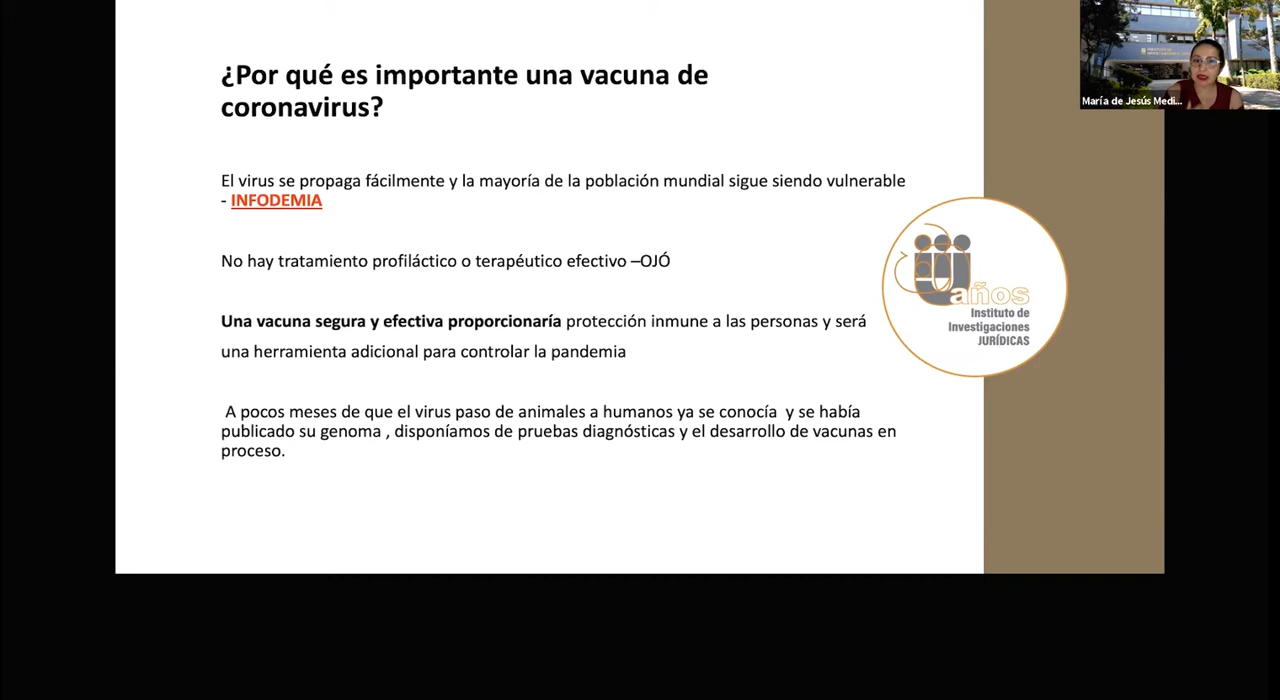 ¿Por qué es importante una vacuna de
coronavirus?
El virus se propaga fácilmente y la mayoría de la población mundial sigue siendo vulnerable
- INFODEMIA
No hay tratamiento profiláctico o terapéutico efectivo –OJÓ
Una vacuna segura y efectiva proporcionaría protección inmune a las personas y será
una herramienta adicional para controlar la pandemia
A pocos meses de que el virus paso de animales a humanos ya se conocía y se había
publicado su genoma , disponíamos de pruebas diagnósticas y el desarrollo de vacunas en
proceso.
años
Instituto de
Investigaciones
JURÍDICAS
María de Jesús Medi...